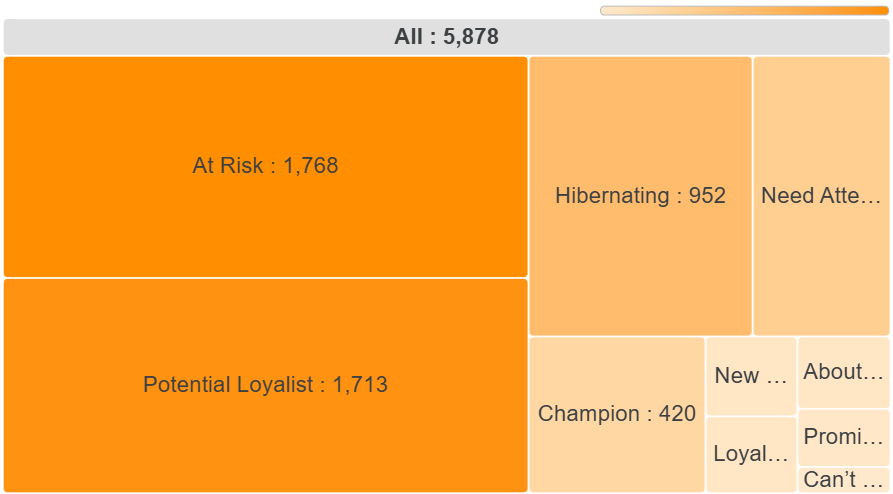 All : 5,878
At Risk : 1,768
Hibernating : 952
Need Atte...
Potential Loyalist : 1,713
Champion : 420
New ...
About...
Loyal...
Promi...
Can’t ...